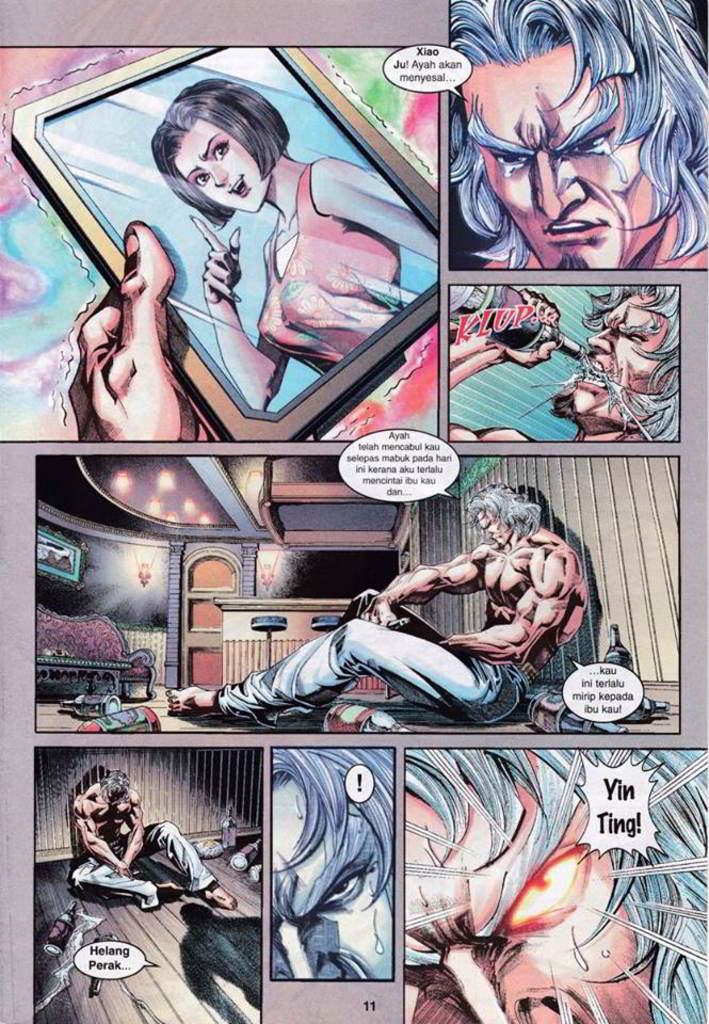 Xiao
Ju! Ayah akan
menyesal...
KLUP!
Ayah
telah mencabul kau
selepas mabuk pada hari
ini kerana aku terlalu
mencintai ibu kau
dan...
...kau
ini terlalu
mirip kepada
ibu kau!
Helang
Perak...
!
Yin
Ting!
11